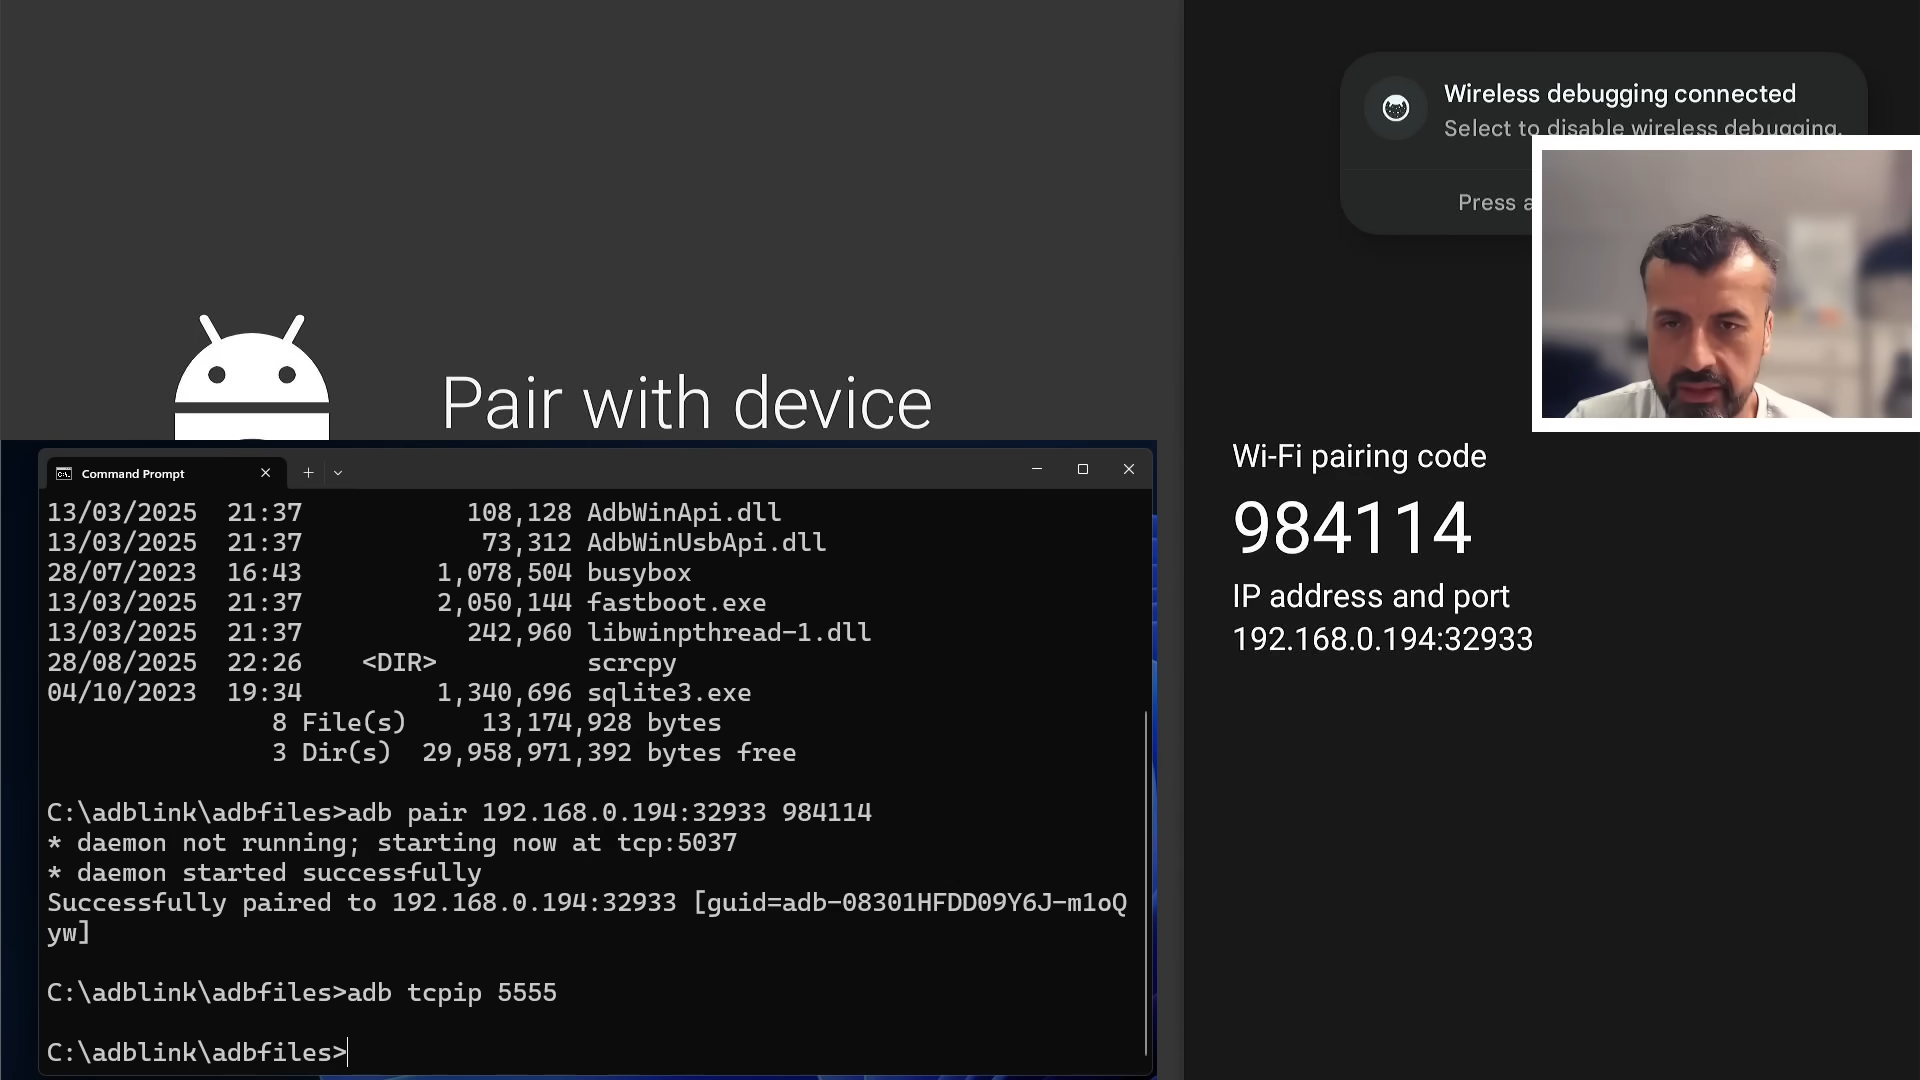 Wireless debugging connected
Select to disable wireless debugging.
Press a
Pair with device
Wi-Fi pairing code
984114
IP address and port
192.168.0.194:32933
Command Prompt
13/03/2025  21:37           108,128 AdbWinApi.dll
13/03/2025  21:37            73,312 AdbWinUsbApi.dll
28/07/2023  16:43         1,078,504 busybox
13/03/2025  21:37         2,050,144 fastboot.exe
13/03/2025  21:37           242,960 libwinpthread-1.dll
28/08/2025  22:26    <DIR>          scrcpy
04/10/2023  19:34         1,340,696 sqlite3.exe
               8 File(s)     13,174,928 bytes
               3 Dir(s)  29,958,971,392 bytes free
C:\adblink\adbfiles>adb pair 192.168.0.194:32933 984114
* daemon not running; starting now at tcp:5037
* daemon started successfully
Successfully paired to 192.168.0.194:32933 [guid=adb-08301HFDD09Y6J-m1oQ
yw]
C:\adblink\adbfiles>adb tcpip 5555
C:\adblink\adbfiles>